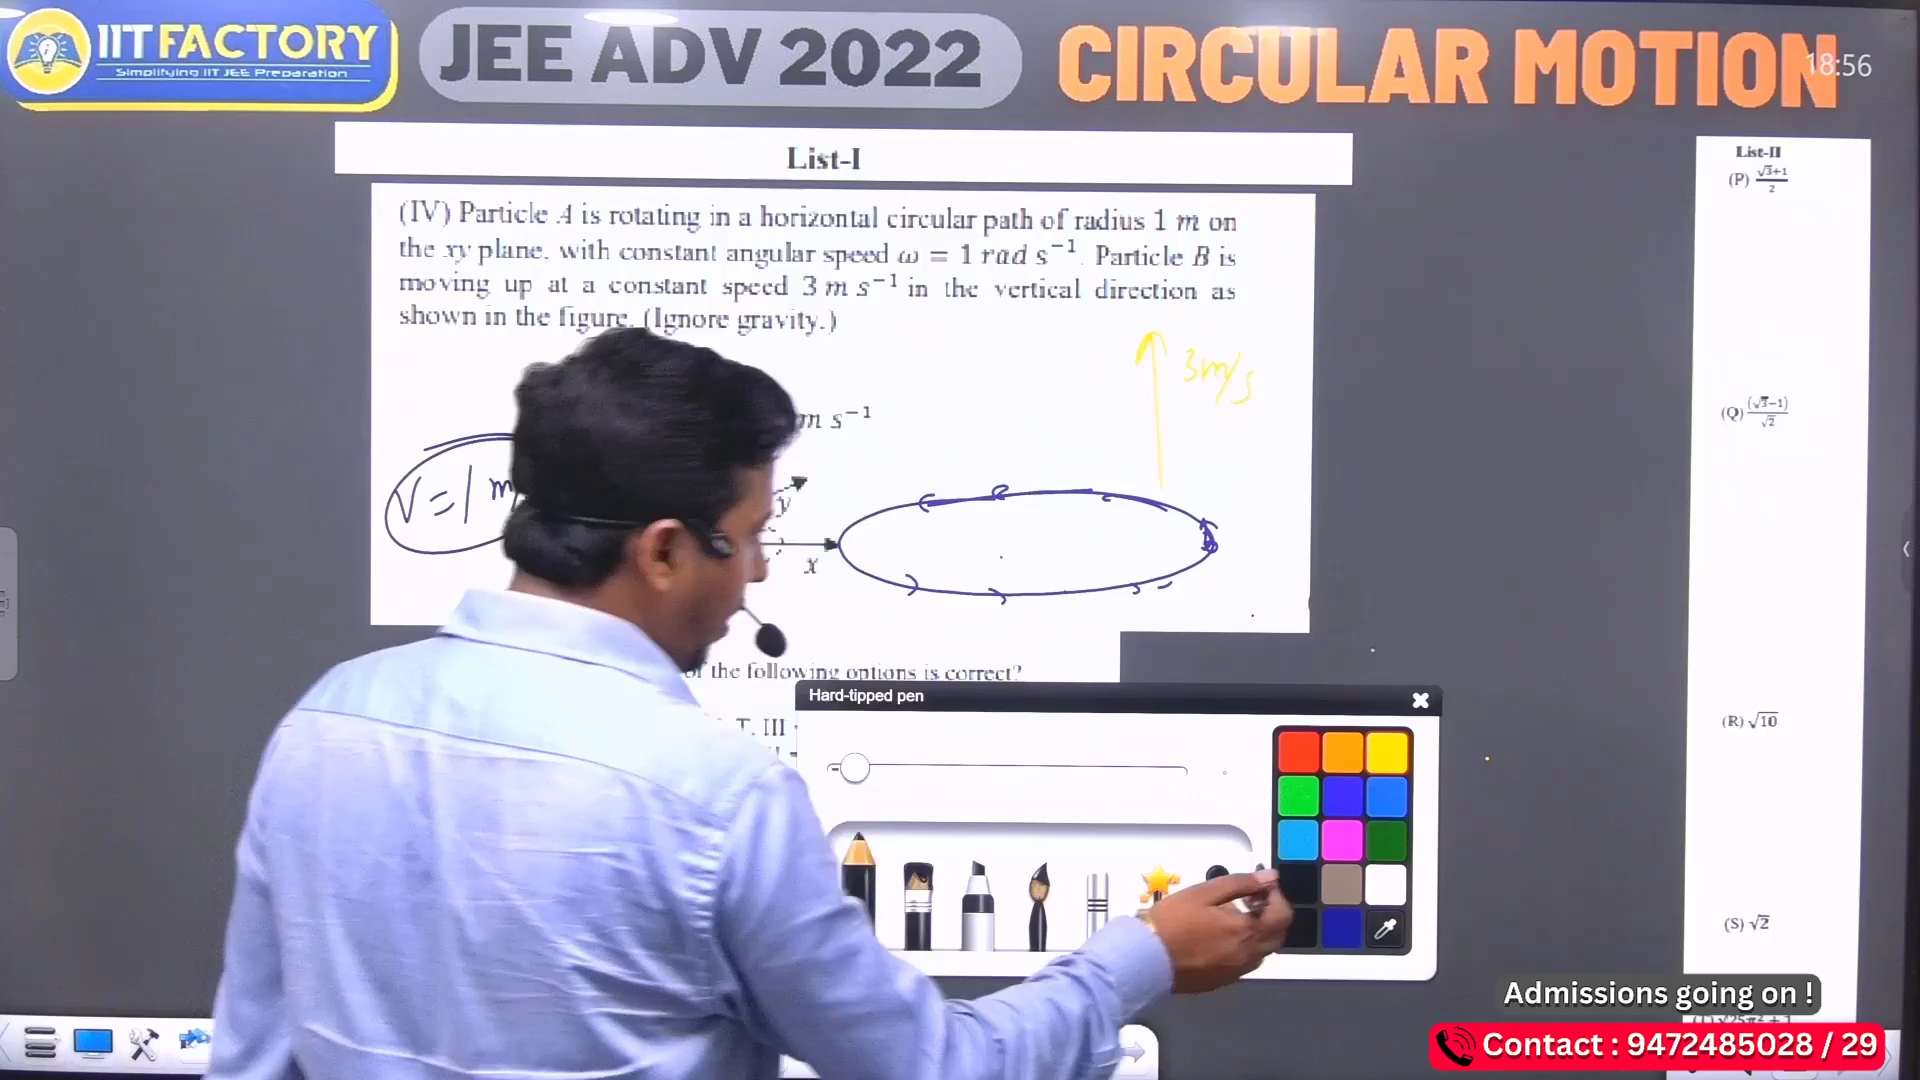 IIT FACTORY
Simplifying IIT JEE Preparation
JEE ADV 2022
CIRCULAR MOTION
18:56
List-I
(IV) Particle A is rotating in a horizontal circular path of radius 1 m on
the xy plane, with constant angular speed ω = 1 rad s⁻¹. Particle B is
moving up at a constant speed 3 m s⁻¹ in the vertical direction as
shown in the figure. (Ignore gravity.)
3m/s
m s⁻¹
V = 1 m
y
x
of the following options is correct?
T, III
Hard-tipped pen
List-II
(P) √3+1/2
(Q) (√3−1)/√2
(R) √10
(S) √2
Admissions going on !
Contact : 9472485028 / 29